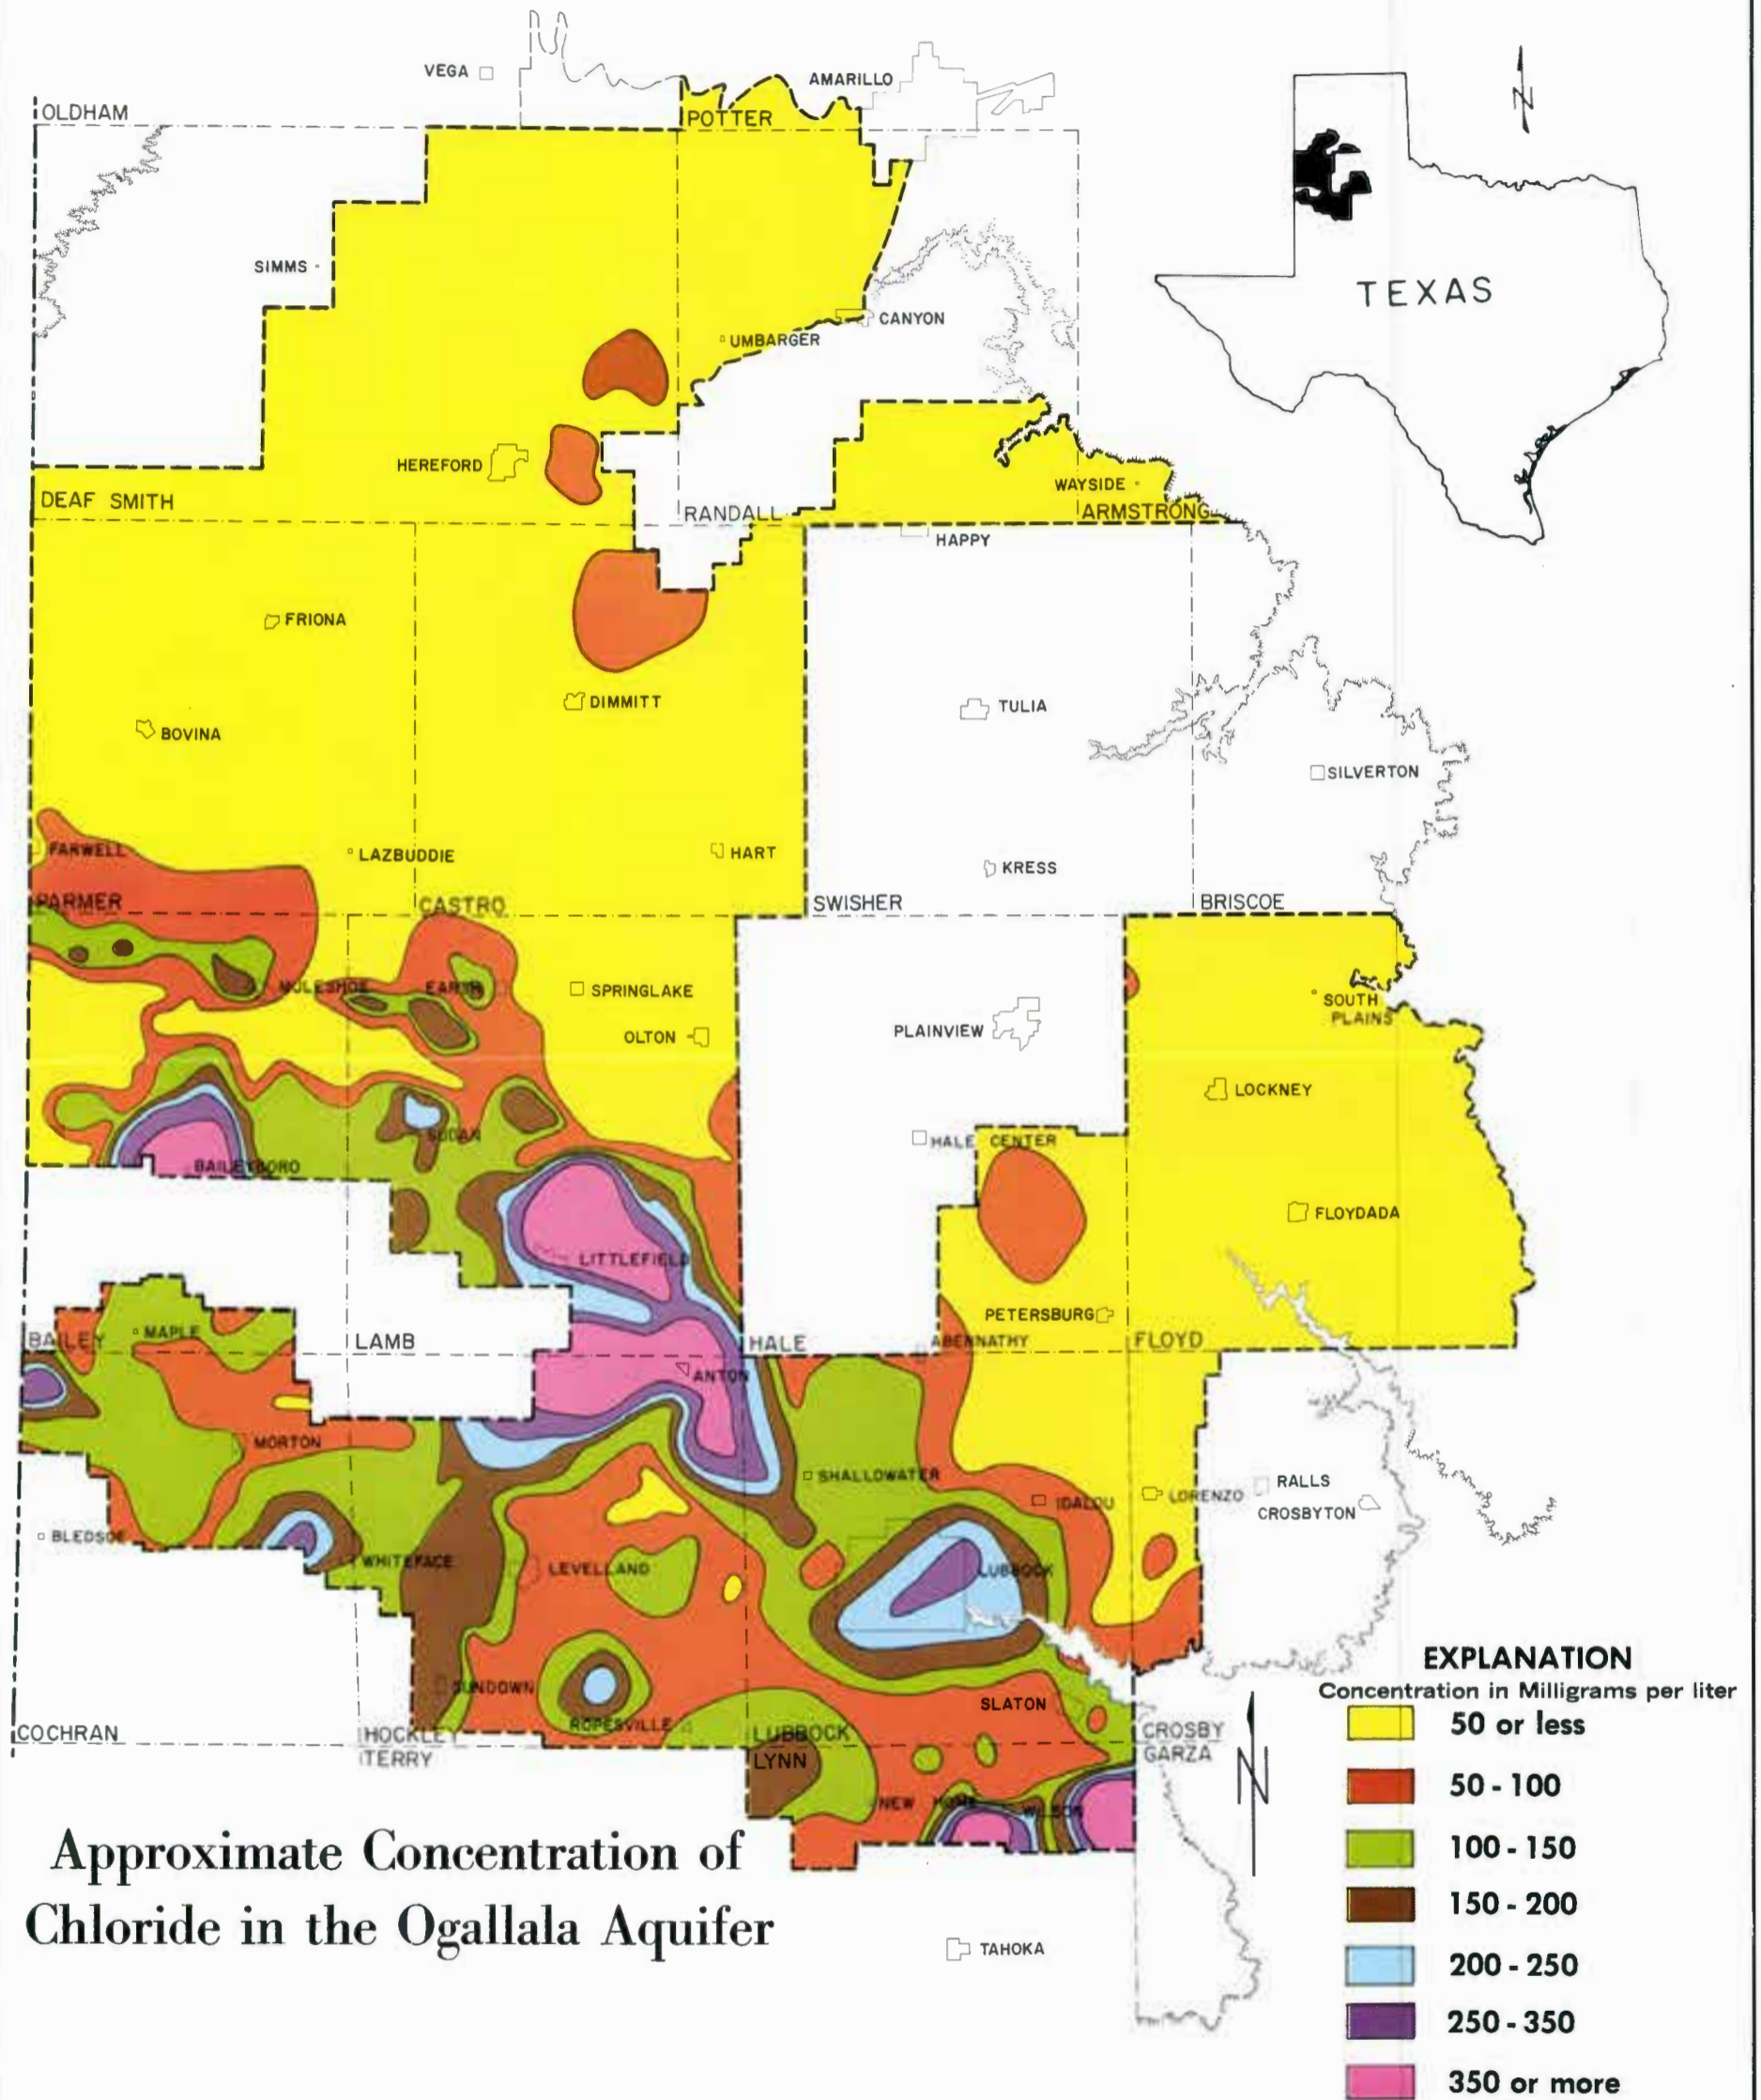 VEGA
AMARILLO
OLDHAM
POTTER
N
SIMMS
CANYON
UMBARGER
TEXAS
HEREFORD
WAYSIDE
DEAF SMITH
RANDALL
ARMSTRONG
HAPPY
FRIONA
DIMMITT
TULIA
BOVINA
SILVERTON
FARWELL
LAZBUDDIE
HART
KRESS
PARMER
CASTRO
SWISHER
BRISCOE
MULESHOE
EARTH
SPRINGLAKE
SOUTH
PLAINS
OLTON
PLAINVIEW
LOCKNEY
SUDAN
HALE CENTER
BAILEYBORO
FLOYDADA
LITTLEFIELD
PETERSBURG
BAILEY
MAPLE
LAMB
HALE
ABERNATHY
FLOYD
ANTON
MORTON
SHALLOWATER
IDALOU
LORENZO
RALLS
CROSBYTON
BLEDSOE
WHITEFACE
LEVELLAND
LUBBOCK
SUNDOWN
SLATON
ROPESVILLE
COCHRAN
HOCKLEY
LUBBOCK
CROSBY
TERRY
LYNN
GARZA
N
NEW HOME
WILSON
TAHOKA
Approximate Concentration of
Chloride in the Ogallala Aquifer
EXPLANATION
Concentration in Milligrams per liter
50 or less
50 - 100
100 - 150
150 - 200
200 - 250
250 - 350
350 or more